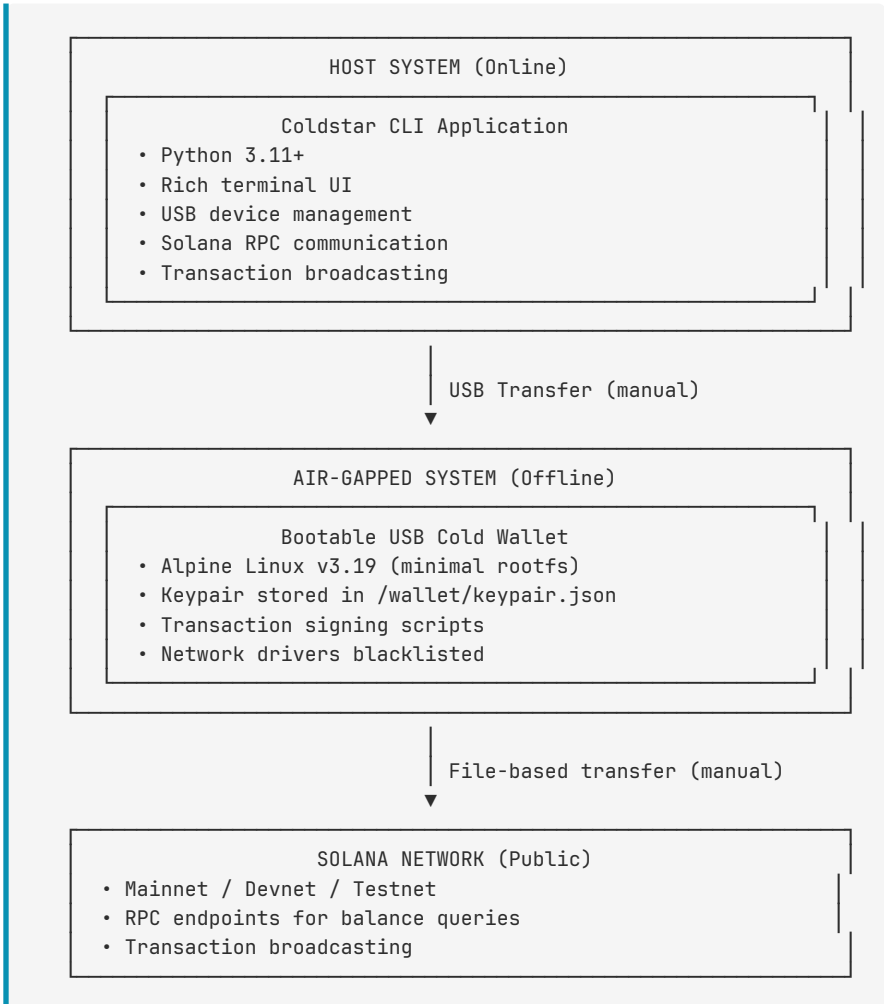 HOST SYSTEM (Online)
Coldstar CLI Application
• Python 3.11+
• Rich terminal UI
• USB device management
• Solana RPC communication
• Transaction broadcasting
USB Transfer (manual)
AIR-GAPPED SYSTEM (Offline)
Bootable USB Cold Wallet
• Alpine Linux v3.19 (minimal rootfs)
• Keypair stored in /wallet/keypair.json
• Transaction signing scripts
• Network drivers blacklisted
File-based transfer (manual)
SOLANA NETWORK (Public)
• Mainnet / Devnet / Testnet
• RPC endpoints for balance queries
• Transaction broadcasting